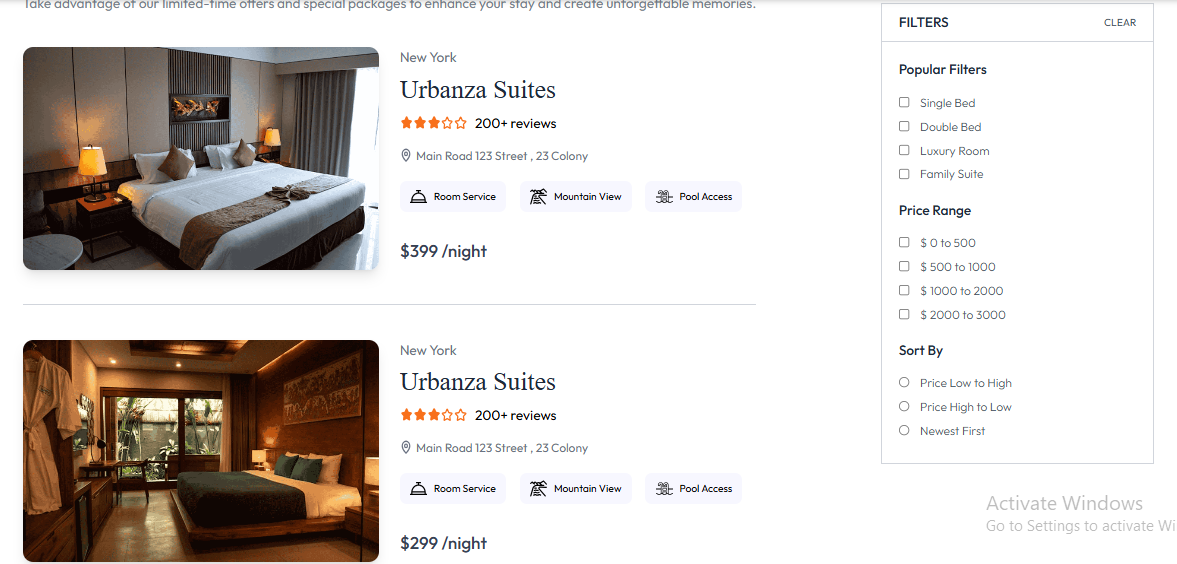 Take advantage of our limited-time offers and special packages to enhance your stay and create unforgettable memories.
New York
Urbanza Suites
200+ reviews
Main Road 123 Street , 23 Colony
Room Service
Mountain View
Pool Access
$399 /night
New York
Urbanza Suites
200+ reviews
Main Road 123 Street , 23 Colony
Room Service
Mountain View
Pool Access
$299 /night
FILTERS
CLEAR
Popular Filters
Single Bed
Double Bed
Luxury Room
Family Suite
Price Range
$ 0 to 500
$ 500 to 1000
$ 1000 to 2000
$ 2000 to 3000
Sort By
Price Low to High
Price High to Low
Newest First
Activate Windows
Go to Settings to activate Wi